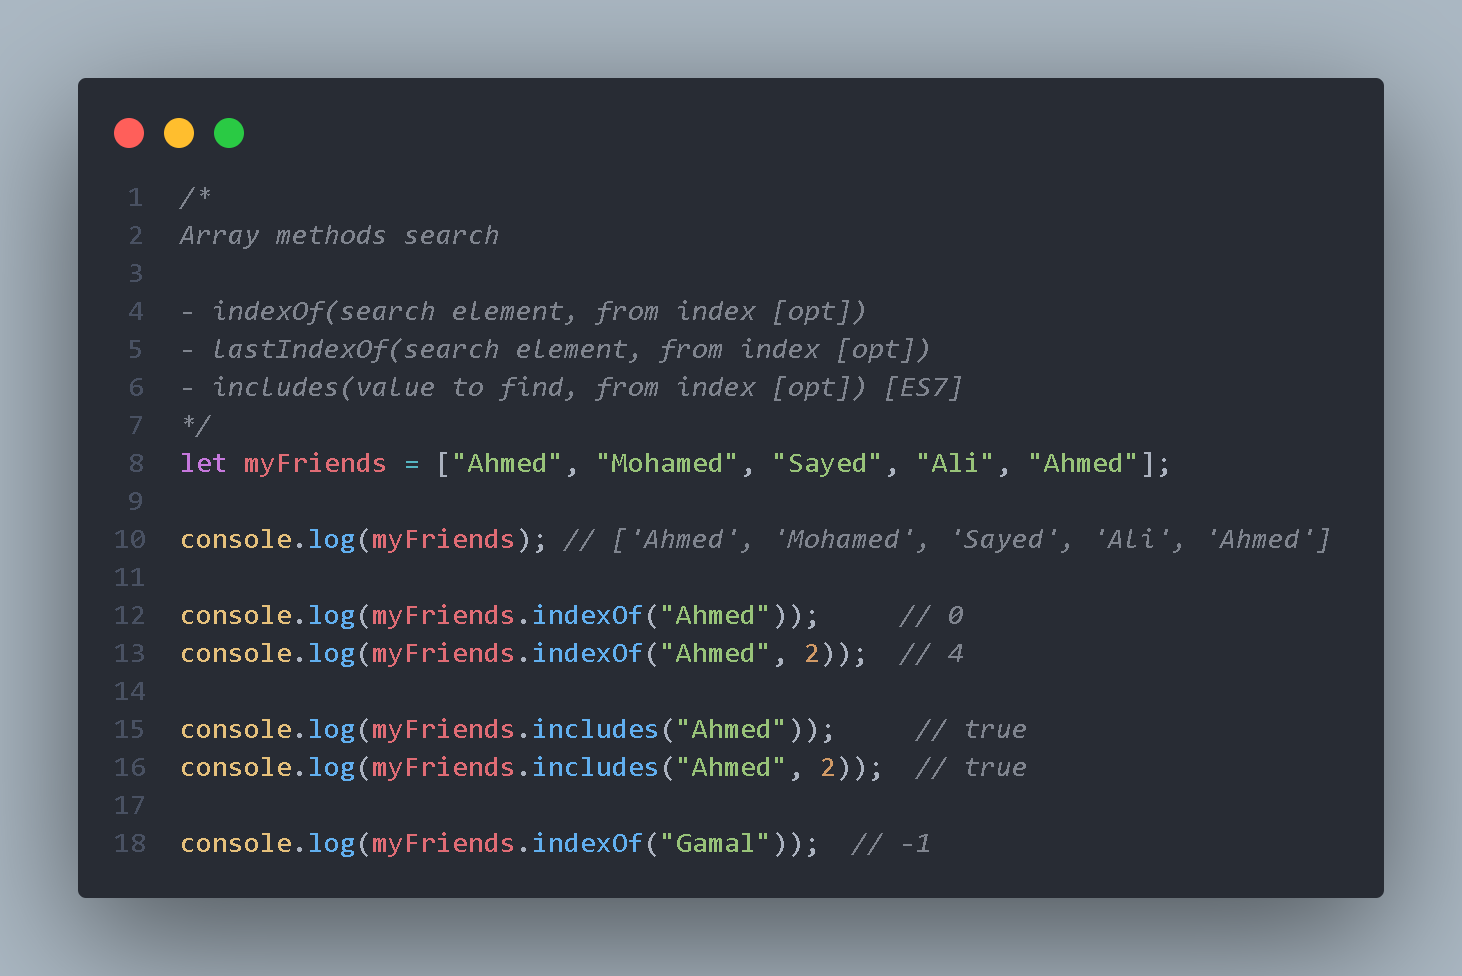 1 /*
2 Array methods search
3
4 - indexOf(search element, from index [opt])
5 - lastIndexOf(search element, from index [opt])
6 - includes(value to find, from index [opt]) [ES7]
7 */
8 let myFriends = ["Ahmed", "Mohamed", "Sayed", "Ali", "Ahmed"];
9
10 console.log(myFriends); // ['Ahmed', 'Mohamed', 'Sayed', 'Ali', 'Ahmed']
11
12 console.log(myFriends.indexOf("Ahmed"));     // 0
13 console.log(myFriends.indexOf("Ahmed", 2));  // 4
14
15 console.log(myFriends.includes("Ahmed"));     // true
16 console.log(myFriends.includes("Ahmed", 2));  // true
17
18 console.log(myFriends.indexOf("Gamal"));  // -1